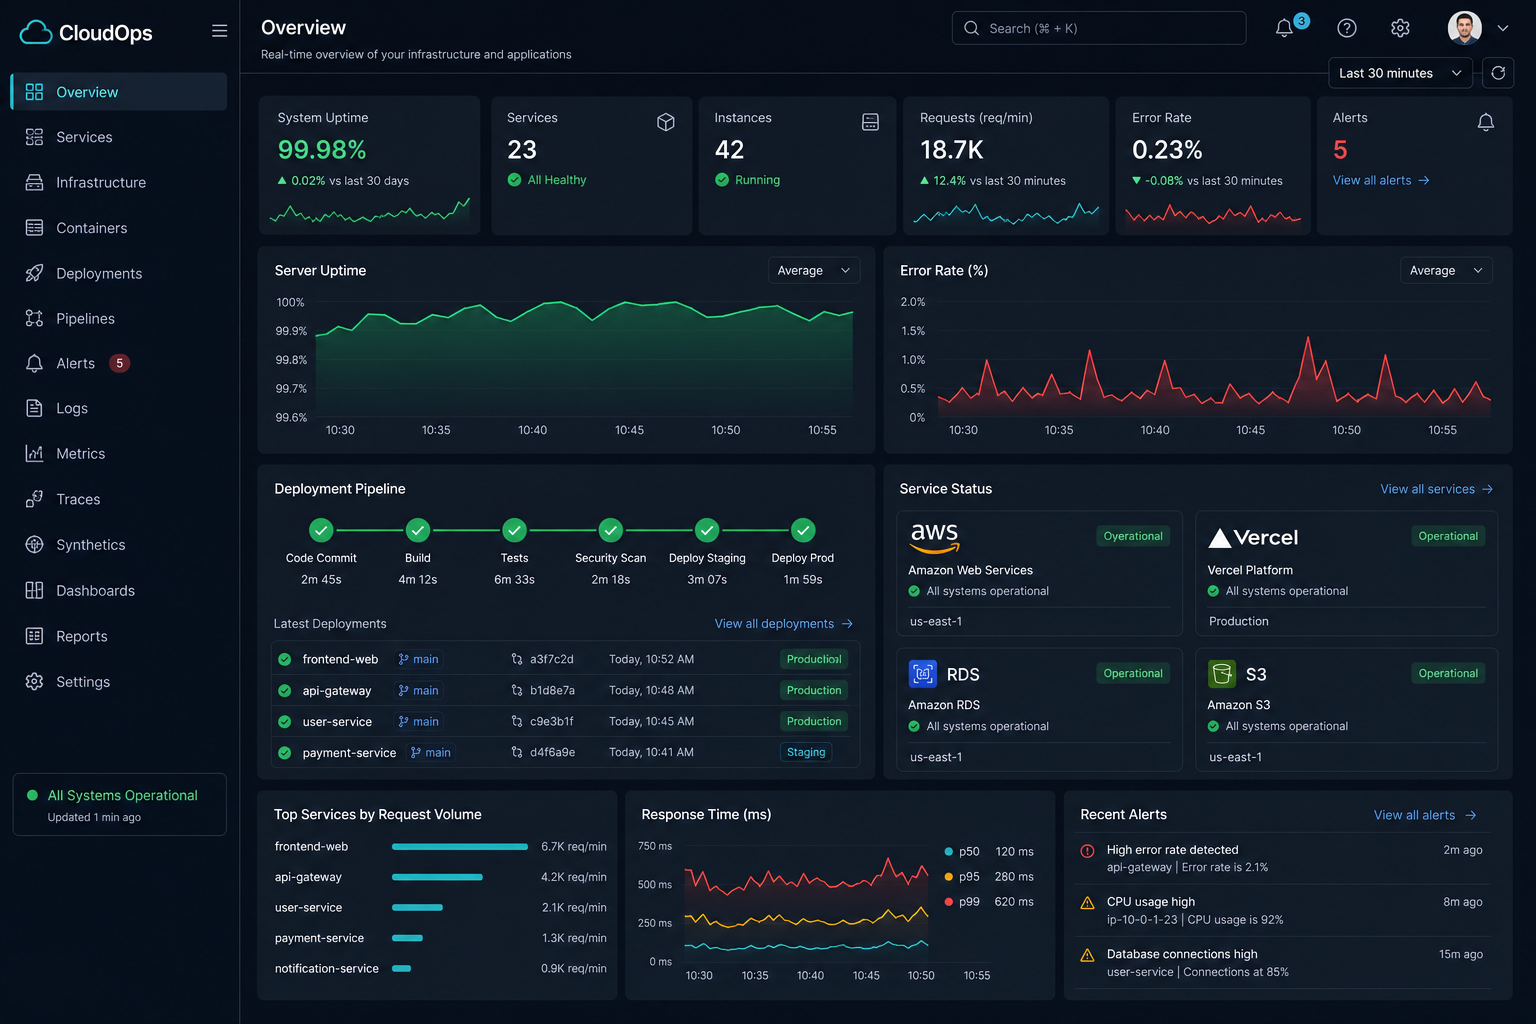 CloudOps
Overview
Services
Infrastructure
Containers
Deployments
Pipelines
Alerts 5
Logs
Metrics
Traces
Synthetics
Dashboards
Reports
Settings
All Systems Operational
Updated 1 min ago
Overview
Real-time overview of your infrastructure and applications
Search (⌘ + K)
3
Last 30 minutes
System Uptime
99.98%
▲ 0.02% vs last 30 days
Services
23
All Healthy
Instances
42
Running
Requests (req/min)
18.7K
▲ 12.4% vs last 30 minutes
Error Rate
0.23%
▼ -0.08% vs last 30 minutes
Alerts
5
View all alerts →
Server Uptime
Average
100%
99.9%
99.8%
99.7%
99.6%
10:30 10:35 10:40 10:45 10:50 10:55
Error Rate (%)
Average
2.0%
1.5%
1.0%
0.5%
0%
10:30 10:35 10:40 10:45 10:50 10:55
Deployment Pipeline
Code Commit Build Tests Security Scan Deploy Staging Deploy Prod
2m 45s 4m 12s 6m 33s 2m 18s 3m 07s 1m 59s
Latest Deployments View all deployments →
frontend-web main a3f7c2d Today, 10:52 AM Production
api-gateway main b1d8e7a Today, 10:48 AM Production
user-service main c9e3b1f Today, 10:45 AM Production
payment-service main d4f6a9e Today, 10:41 AM Staging
Service Status View all services →
aws Oyerational
Amazon Web Services
All systems operational
us-east-1
Vercel Operational
Vercel Platform
All systems operational
Production
RDS Operational
Amazon RDS
All systems operational
us-east-1
S3 Operational
Amazon S3
All systems operational
us-east-1
Top Services by Request Volume
frontend-web 6.7K req/min
api-gateway 4.2K req/min
user-service 2.1K req/min
payment-service 1.3K req/min
notification-service 0.9K req/min
Response Time (ms)
750 ms
500 ms
250 ms
0 ms
10:30 10:35 10:40 10:45 10:50 10:55
p50 120 ms
p95 280 ms
p99 620 ms
Recent Alerts View all alerts →
High error rate detected 2m ago
api-gateway | Error rate is 2.1%
CPU usage high 8m ago
ip-10-0-1-23 | CPU usage is 92%
Database connections high 15m ago
user-service | Connections at 85%